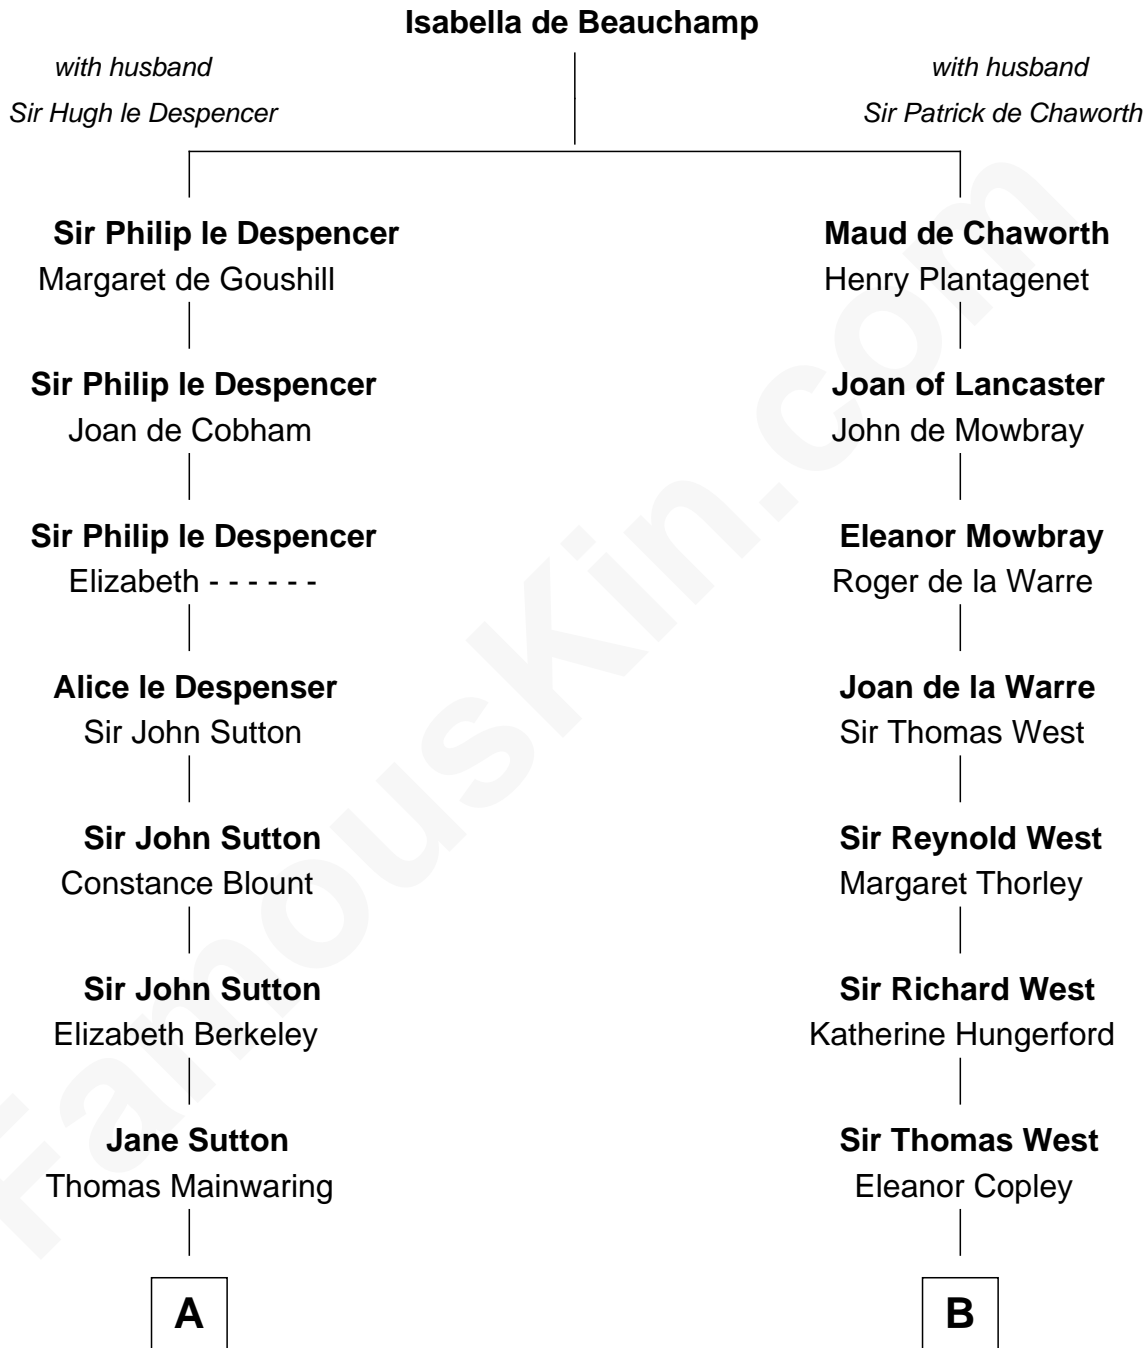 Isabella de Beauchamp
with husband
Sir Hugh le Despencer
with husband
Sir Patrick de Chaworth
Sir Philip le Despencer
Margaret de Goushill
Maud de Chaworth
Henry Plantagenet
Sir Philip le Despencer
Joan de Cobham
Joan of Lancaster
John de Mowbray
Sir Philip le Despencer
Elizabeth - - - - - -
Eleanor Mowbray
Roger de la Warre
Alice le Despenser
Sir John Sutton
Joan de la Warre
Sir Thomas West
Sir John Sutton
Constance Blount
Sir Reynold West
Margaret Thorley
Sir John Sutton
Elizabeth Berkeley
Sir Richard West
Katherine Hungerford
Jane Sutton
Thomas Mainwaring
Sir Thomas West
Eleanor Copley
A
B
FamousKin.com